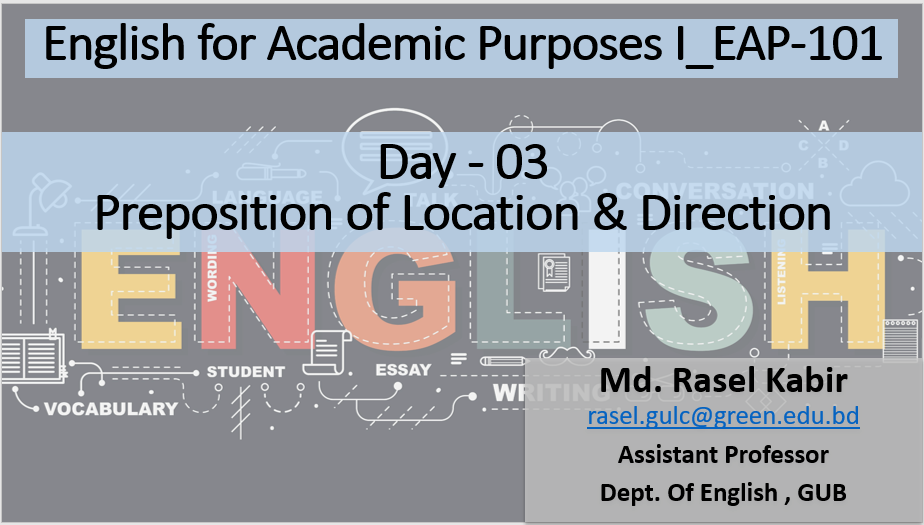 English for Academic Purposes I_EAP-101
Day - 03
Preposition of Location & Direction
LANGUAGE
TALK
CONVERSATION
A
C D
B
ENGLISH
WORDING
LISTENING
STUDENT
ESSAY
VOCABULARY
WRITING
Md. Rasel Kabir
rasel.gulc@green.edu.bd
Assistant Professor
Dept. Of English , GUB